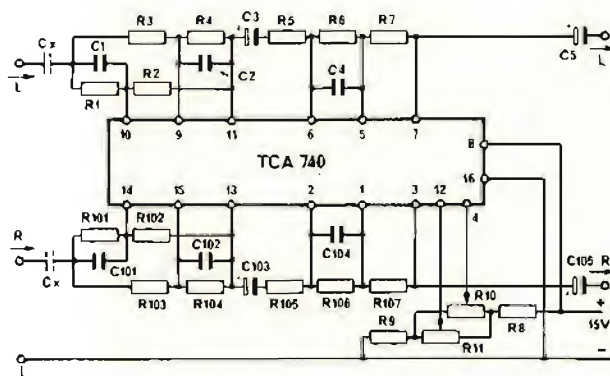 R3
R4
C3
R5
R6
R7
Cx
C1
C2
C4
C5
L
R1
R2
L
10
9
11
6
5
7
8
16
TCA 740
14
15
13
2
1
3
12
4
R101
R102
R
C101
C102
C103
C104
C105
R
Cx
R103
R104
R105
R106
R107
R10
R9
R8
R11
+
15V
-